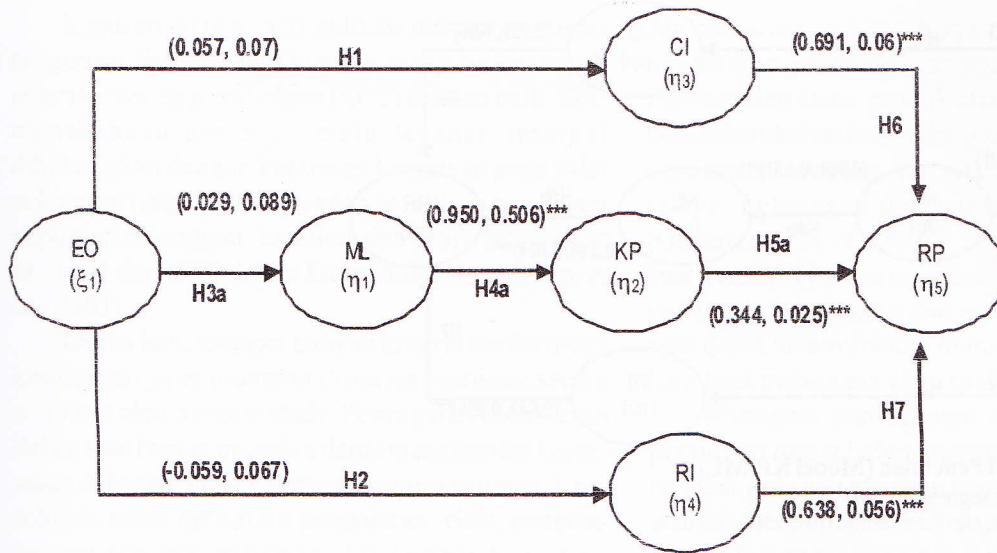 (0.057, 0.07)
H1
CI
(η3)
(0.691, 0.06)***
H6
(0.029, 0.089)
(0.950, 0.506)***
EO
(ξ1)
H3a
ML
(η1)
H4a
KP
(η2)
H5a
RP
(η5)
(0.344, 0.025)***
H7
(-0.059, 0.067)
H2
RI
(η4)
(0.638, 0.056)***